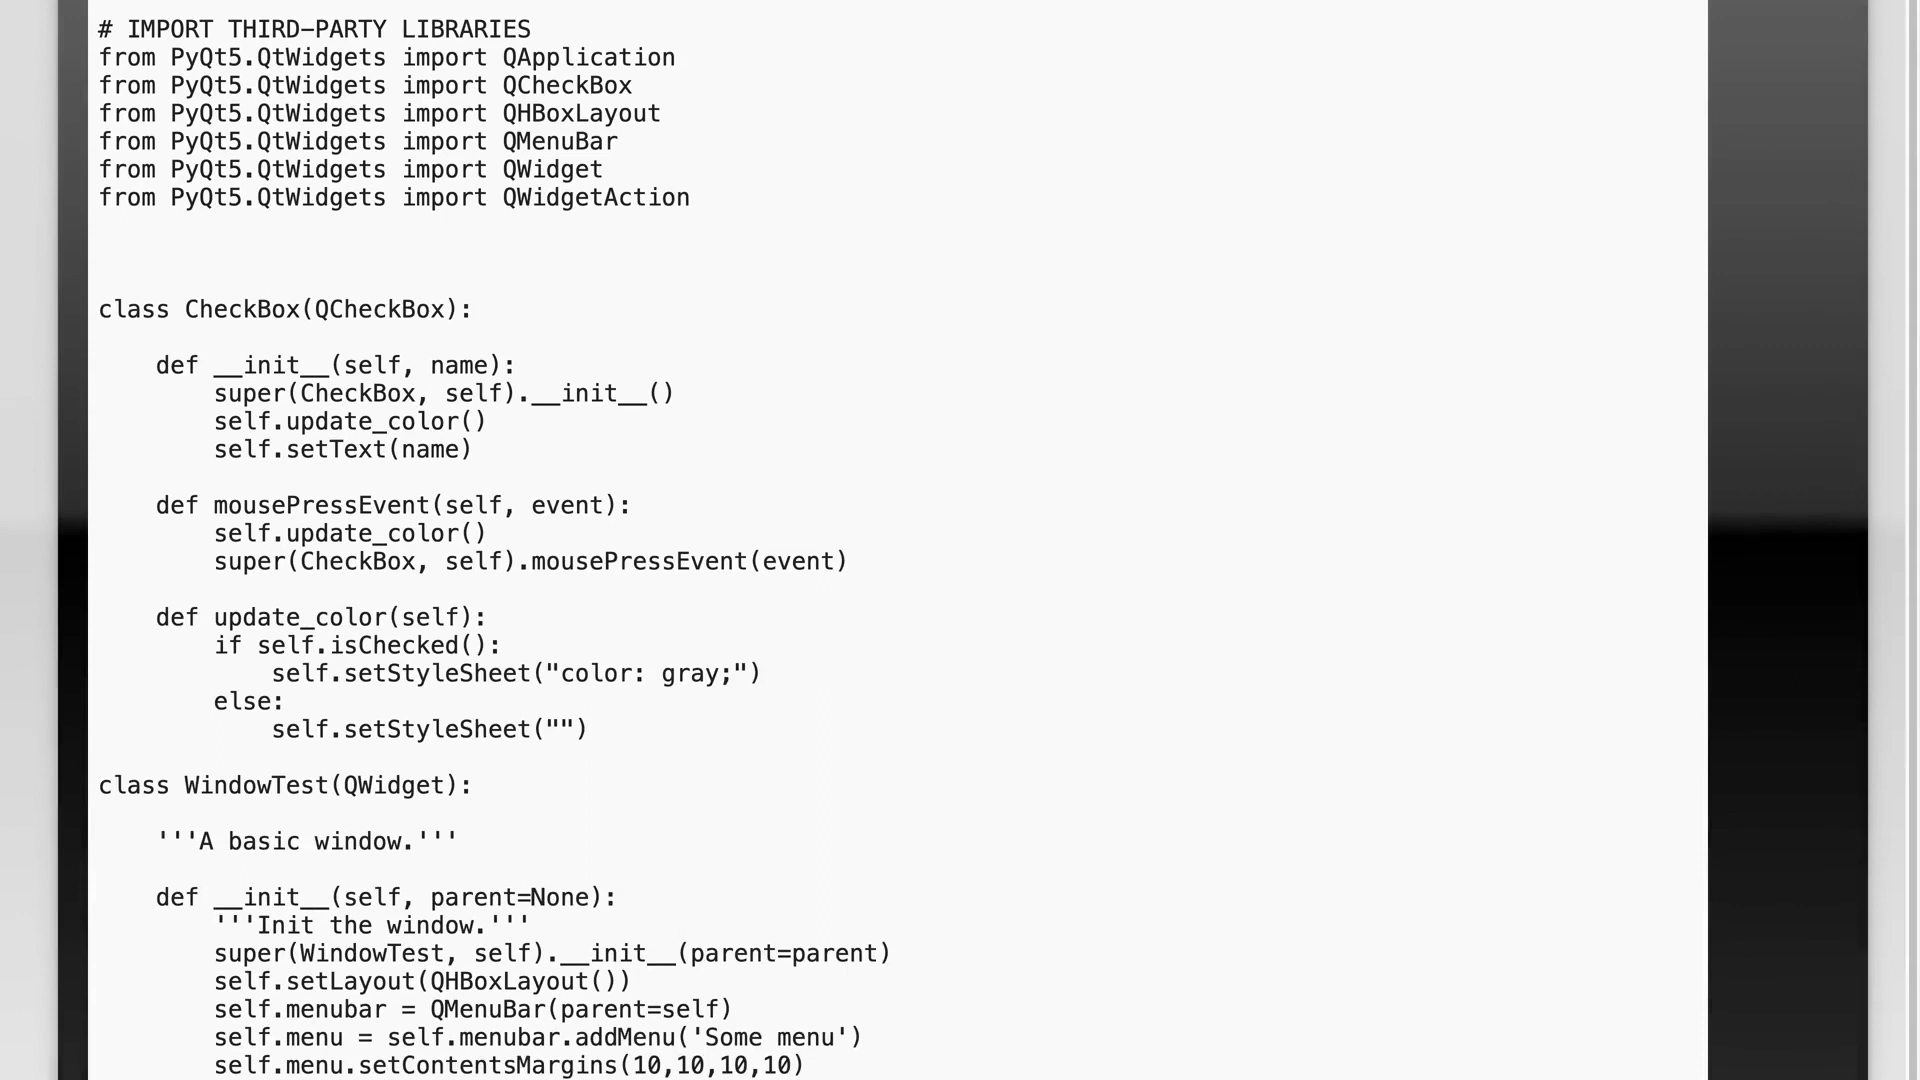 # IMPORT THIRD-PARTY LIBRARIES
from PyQt5.QtWidgets import QApplication
from PyQt5.QtWidgets import QCheckBox
from PyQt5.QtWidgets import QHBoxLayout
from PyQt5.QtWidgets import QMenuBar
from PyQt5.QtWidgets import QWidget
from PyQt5.QtWidgets import QWidgetAction

class CheckBox(QCheckBox):

    def __init__(self, name):
        super(CheckBox, self).__init__()
        self.update_color()
        self.setText(name)

    def mousePressEvent(self, event):
        self.update_color()
        super(CheckBox, self).mousePressEvent(event)

    def update_color(self):
        if self.isChecked():
            self.setStyleSheet("color: gray;")
        else:
            self.setStyleSheet("")

class WindowTest(QWidget):

    '''A basic window.'''

    def __init__(self, parent=None):
        '''Init the window.'''
        super(WindowTest, self).__init__(parent=parent)
        self.setLayout(QHBoxLayout())
        self.menubar = QMenuBar(parent=self)
        self.menu = self.menubar.addMenu('Some menu')
        self.menu.setContentsMargins(10,10,10,10)